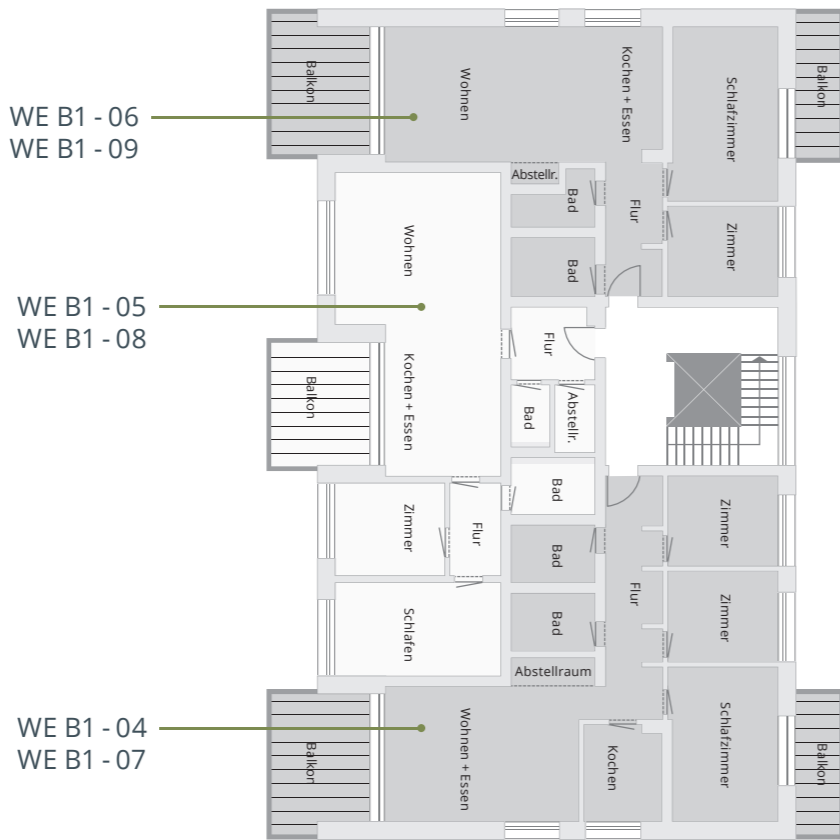 Balkon
Wohnen
Kochen + Essen
Schlafzimmer
Balkon
WE B1 - 06
WE B1 - 09
Abstellr.
Bad
Flur
Zimmer
Bad
Wohnen
WE B1 - 05
WE B1 - 08
Flur
Balkon
Kochen + Essen
Bad
Abstellr.
Bad
Zimmer
Flur
Zimmer
Bad
Flur
Schlafen
Bad
Zimmer
Abstellraum
WE B1 - 04
WE B1 - 07
Balkon
Wohnen + Essen
Kochen
Schlafzimmer
Balkon